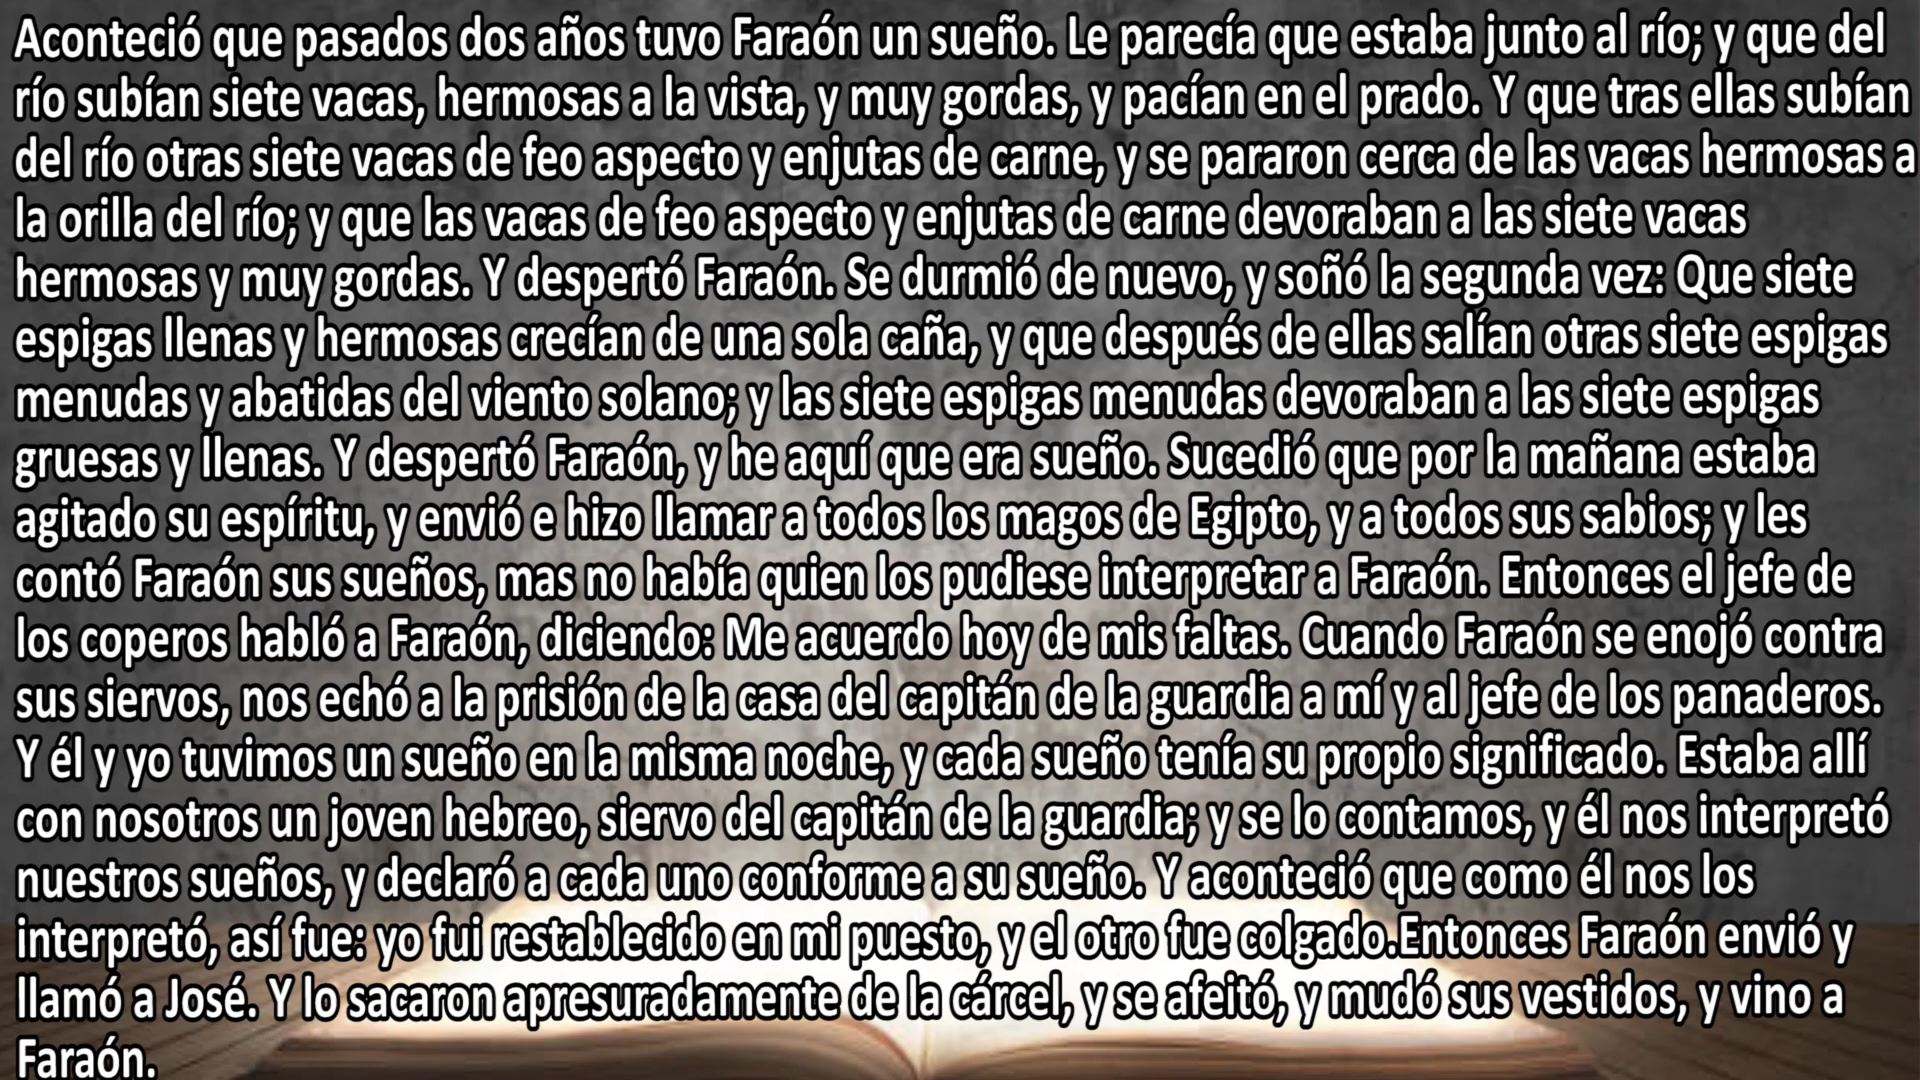 Aconteció que pasados dos años tuvo Faraón un sueño. Le parecía que estaba junto al río; y que del
río subían siete vacas, hermosas a la vista, y muy gordas, y pacían en el prado. Y que tras ellas subían
del río otras siete vacas de feo aspecto y enjutas de carne, y se pararon cerca de las vacas hermosas a
la orilla del río; y que las vacas de feo aspecto y enjutas de carne devoraban a las siete vacas
hermosas y muy gordas. Y despertó Faraón. Se durmió de nuevo, y soñó la segunda vez: Que siete
espigas llenas y hermosas crecían de una sola caña, y que después de ellas salían otras siete espigas
menudas y abatidas del viento solano; y las siete espigas menudas devoraban a las siete espigas
gruesas y llenas. Y despertó Faraón, y he aquí que era sueño. Sucedió que por la mañana estaba
agitado su espíritu, y envió e hizo llamar a todos los magos de Egipto, y a todos sus sabios; y les
contó Faraón sus sueños, mas no había quien los pudiese interpretar a Faraón. Entonces el jefe de
los coperos habló a Faraón, diciendo: Me acuerdo hoy de mis faltas. Cuando Faraón se enojó contra
sus siervos, nos echó a la prisión de la casa del capitán de la guardia a mí y al jefe de los panaderos.
Y él y yo tuvimos un sueño en la misma noche, y cada sueño tenía su propio significado. Estaba allí
con nosotros un joven hebreo, siervo del capitán de la guardia; y se lo contamos, y él nos interpretó
nuestros sueños, y declaró a cada uno conforme a su sueño. Y aconteció que como él nos los
interpretó, así fue: yo fui restablecido en mi puesto, y el otro fue colgado.Entonces Faraón envió y
llamó a José. Y lo sacaron apresuradamente de la cárcel, y se afeitó, y mudó sus vestidos, y vino a
Faraón.